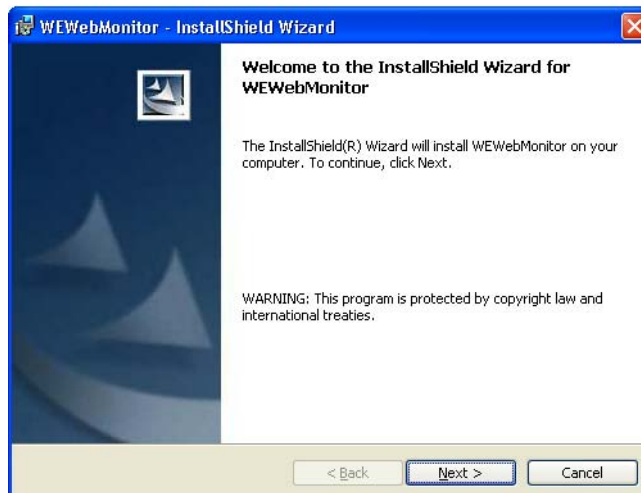 WEWebMonitor - InstallShield Wizard
Welcome to the InstallShield Wizard for
WEWebMonitor
The InstallShield(R) Wizard will install WEWebMonitor on your
computer. To continue, click Next.
WARNING: This program is protected by copyright law and
international treaties.
< Back Next > Cancel